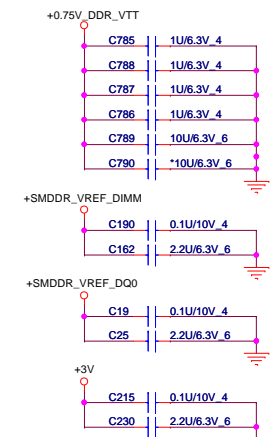 +0.75V_DDR_VTT
C785 1U/6.3V_4
C788 1U/6.3V_4
C787 1U/6.3V_4
C786 1U/6.3V_4
C789 10U/6.3V_6
C790 *10U/6.3V_6
+SMDDR_VREF_DIMM
C190 0.1U/10V_4
C162 2.2U/6.3V_6
+SMDDR_VREF_DQ0
C19 0.1U/10V_4
C25 2.2U/6.3V_6
+3V
C215 0.1U/10V_4
C230 2.2U/6.3V_6